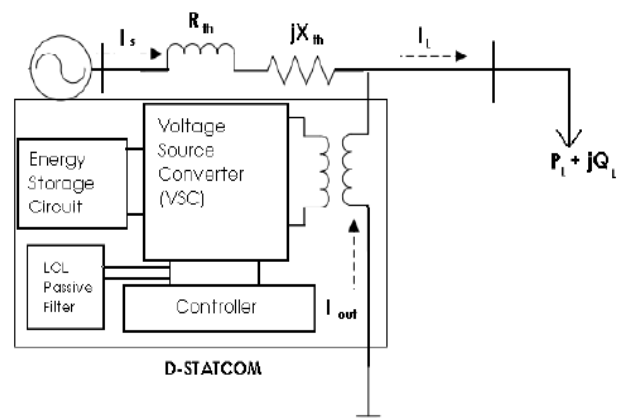 I s
R th
jX th
I L
Voltage
Source
Converter
(VSC)
Energy
Storage
Circuit
P L + jQ L
LCL
Passive
Filter
Controller
I out
D-STATCOM